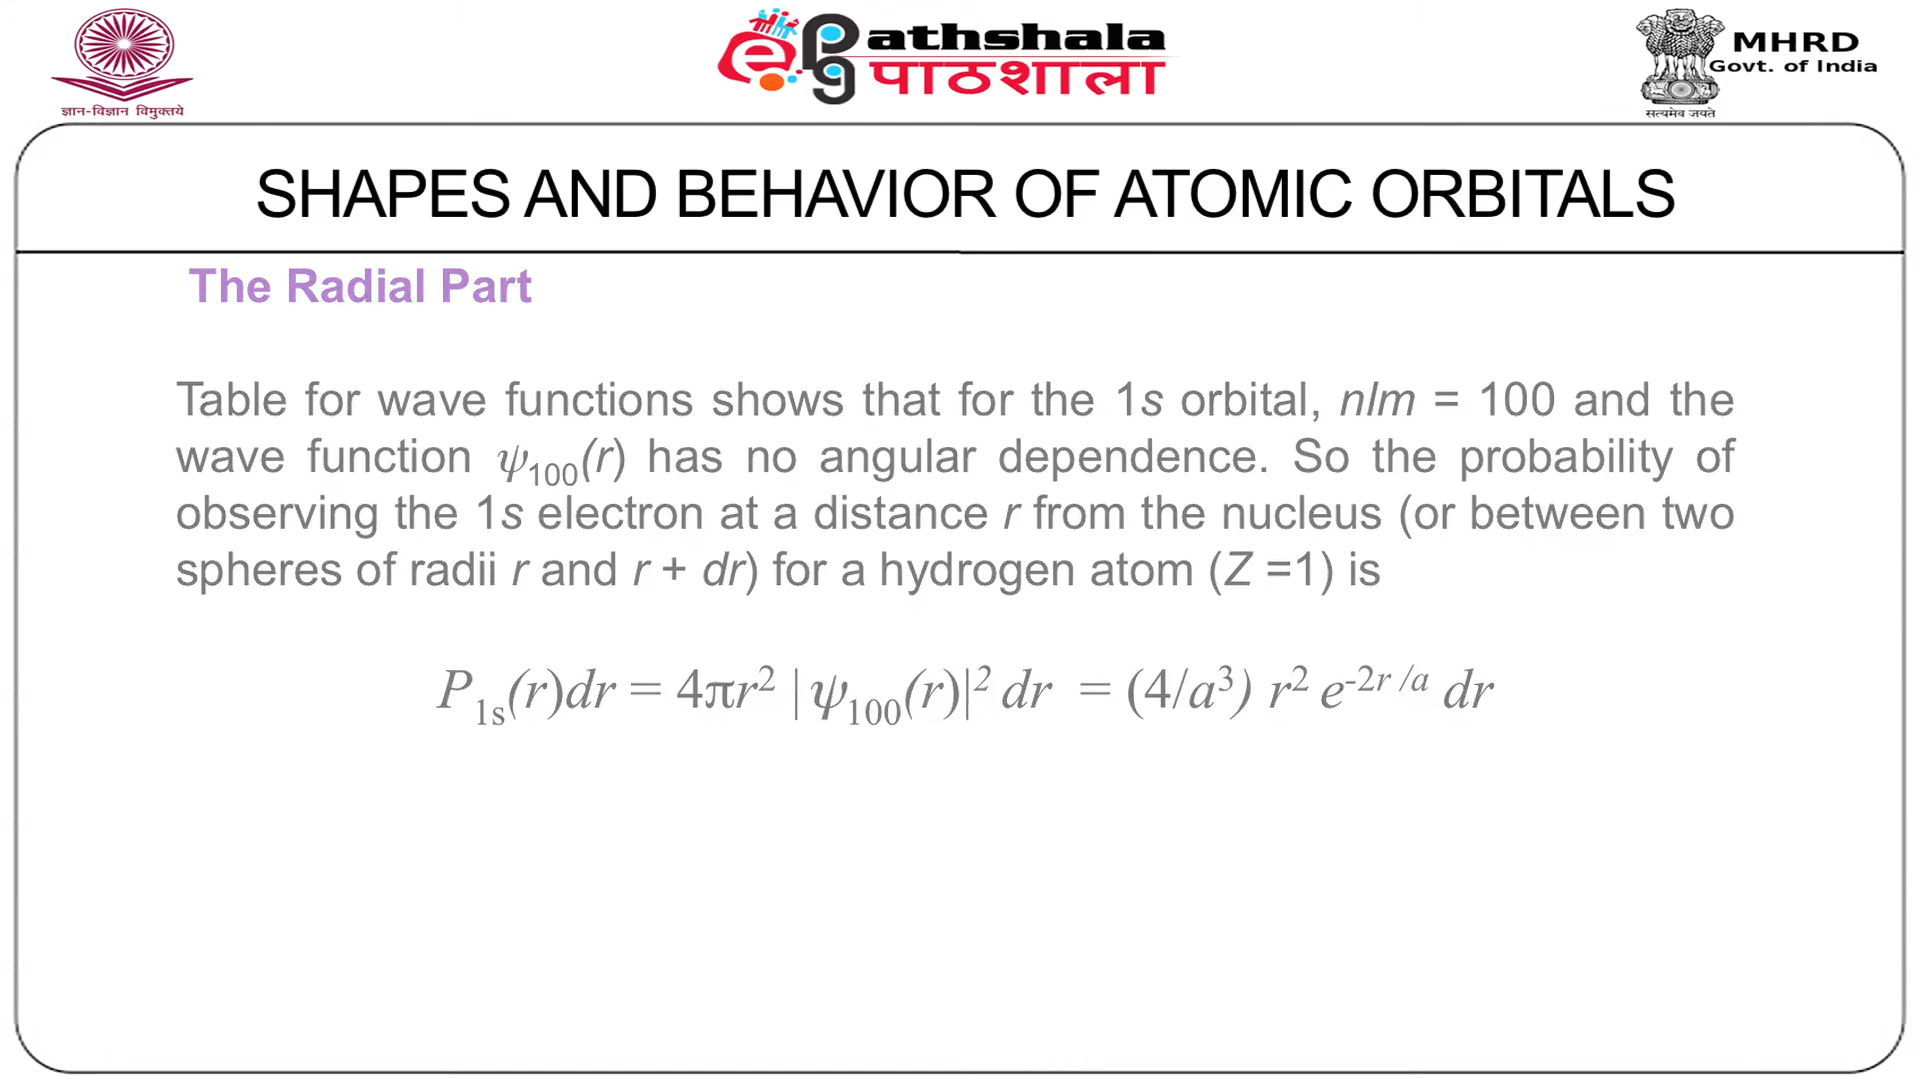 ज्ञान-विज्ञान विमुक्तये
epg athshala
पाठशाला
MHRD
Govt. of India
सत्यमेव जयते
SHAPES AND BEHAVIOR OF ATOMIC ORBITALS
The Radial Part
Table for wave functions shows that for the 1s orbital, nlm = 100 and the
wave function ψ₁₀₀(r) has no angular dependence. So the probability of
observing the 1s electron at a distance r from the nucleus (or between two
spheres of radii r and r + dr) for a hydrogen atom (Z =1) is
P₁ₛ(r)dr = 4πr² |ψ₁₀₀(r)|² dr = (4/a³) r² e^{-2r /a} dr